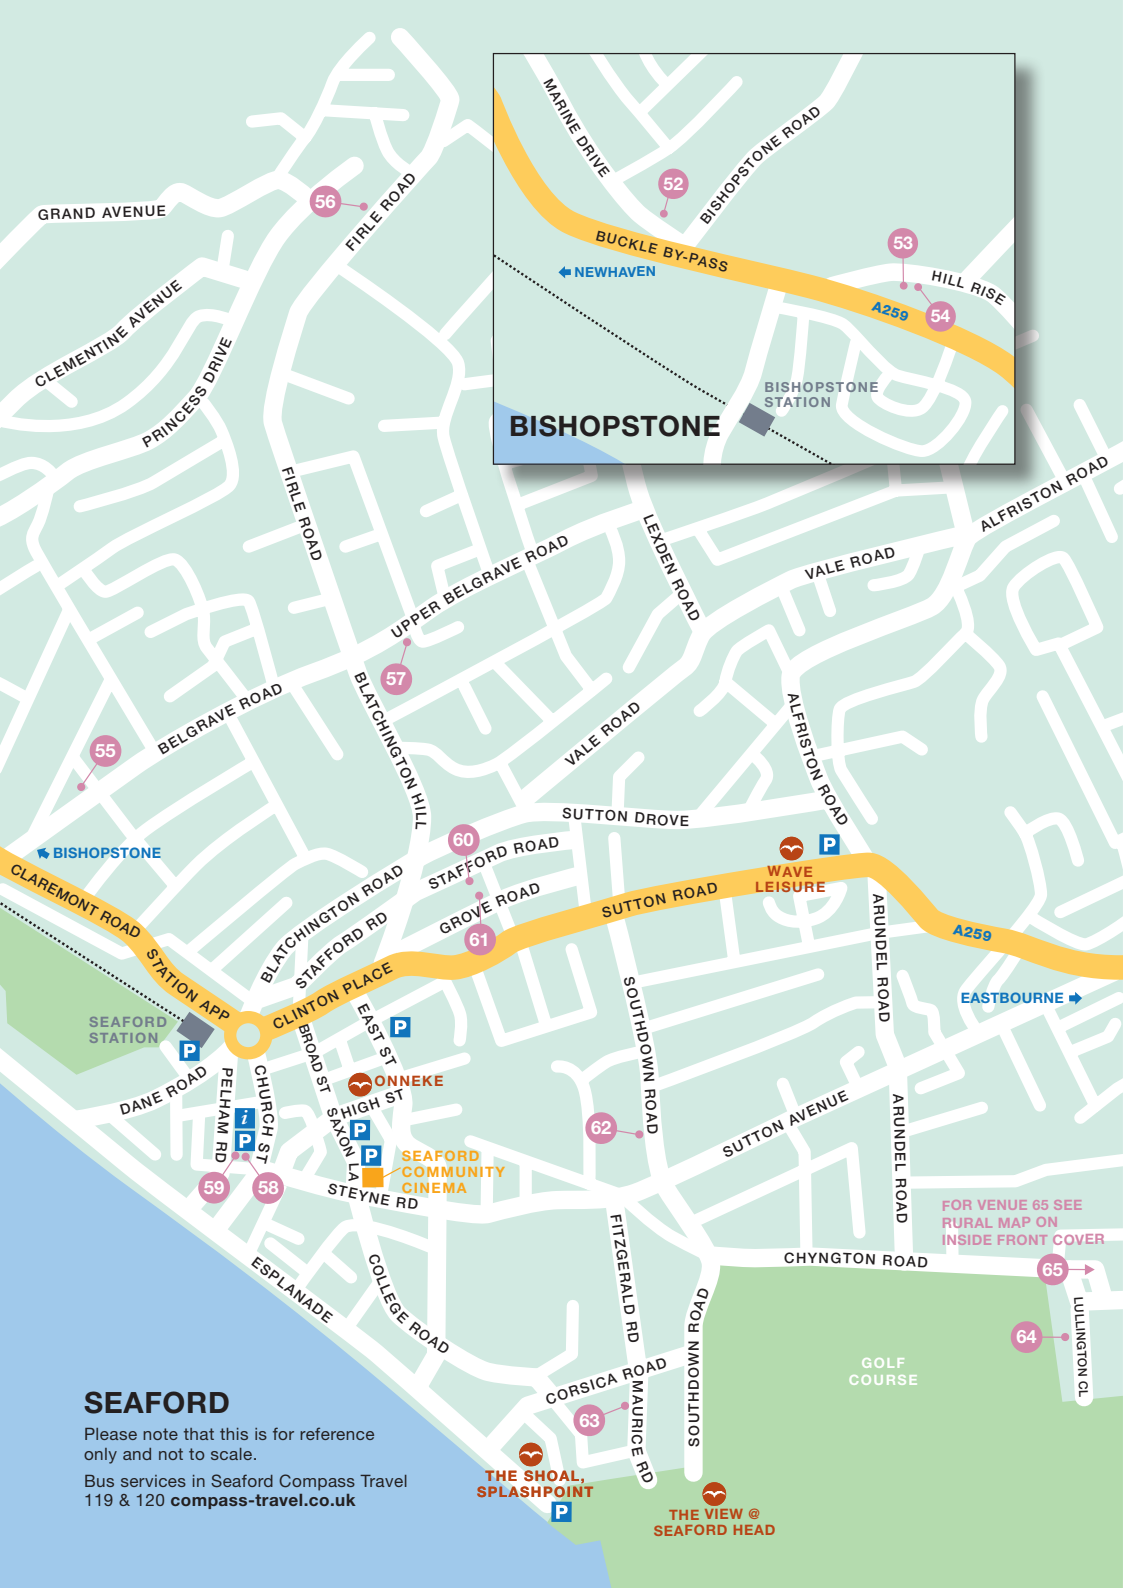 MARINE DRIVE
BISHOPSTONE ROAD
52
BUCKLE BY-PASS
NEWHAVEN
53
HILL RISE
A259
54
BISHOPSTONE
STATION
BISHOPSTONE
56
FIRLE ROAD
GRAND AVENUE
CLEMENTINE AVENUE
PRINCESS DRIVE
FIRLE ROAD
UPPER BELGRAVE ROAD
LEXDEN ROAD
VALE ROAD
ALFRISTON ROAD
57
BELGRAVE ROAD
BLATCHINGTON HILL
VALE ROAD
ALFRISTON ROAD
55
BISHOPSTONE
SUTTON DROVE
60
STAFFORD ROAD
P
WAVE
LEISURE
CLAREMONT ROAD
BLATCHINGTON ROAD
STAFFORD RD
GROVE ROAD
SUTTON ROAD
61
ARUNDEL ROAD
A259
STATION APP
CLINTON PLACE
EASTBOURNE
SEAFORD
STATION
P
EAST ST
P
BROAD ST
SOUTHDOWN ROAD
DANE ROAD
PELHAM RD
CHURCH ST
i
P
ONNEKE
HIGH ST
SAXON LA
P
P
SEAFORD
COMMUNITY
CINEMA
62
SUTTON AVENUE
ARUNDEL ROAD
59
58
STEYNE RD
FOR VENUE 65 SEE
RURAL MAP ON
INSIDE FRONT COVER
ESPLANADE
COLLEGE ROAD
FITZGERALD RD
CHYNGTON ROAD
65
LULLINGTON CL
64
SOUTHDOWN ROAD
GOLF
COURSE
CORSICA ROAD
63
MAURICE RD
THE SHOAL,
SPLASHPOINT
P
THE VIEW @
SEAFORD HEAD
SEAFORD
Please note that this is for reference
only and not to scale.
Bus services in Seaford Compass Travel
119 & 120 compass-travel.co.uk